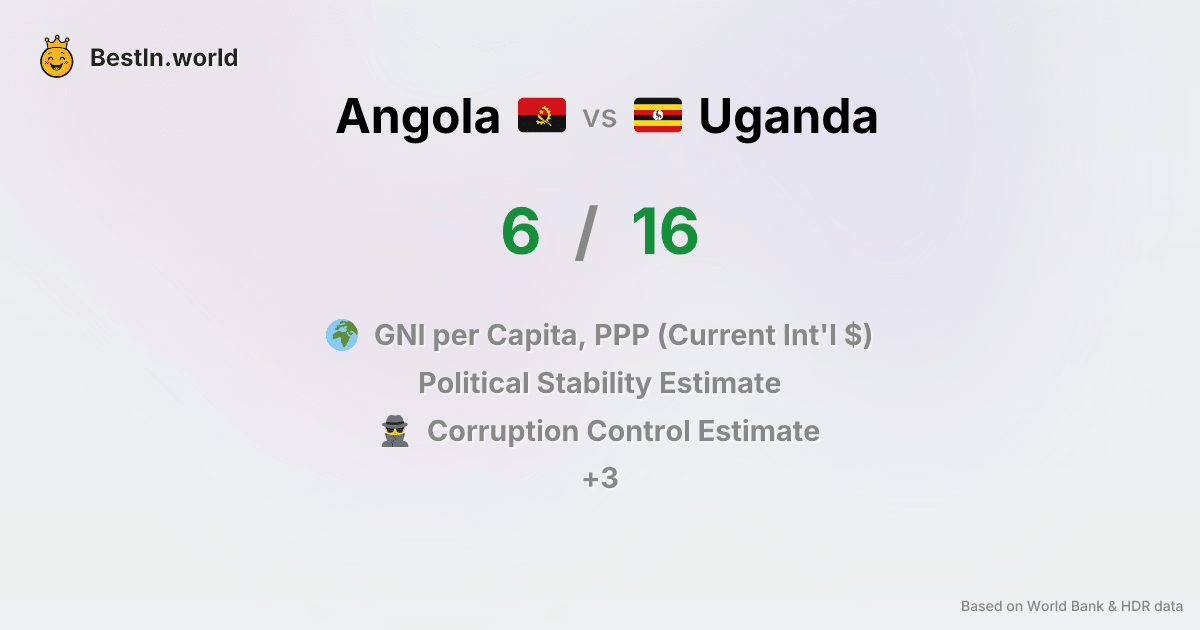 BestIn.world
Angola vs Uganda
6 / 16
GNI per Capita, PPP (Current Int'l $)
Political Stability Estimate
Corruption Control Estimate
+3
Based on World Bank & HDR data